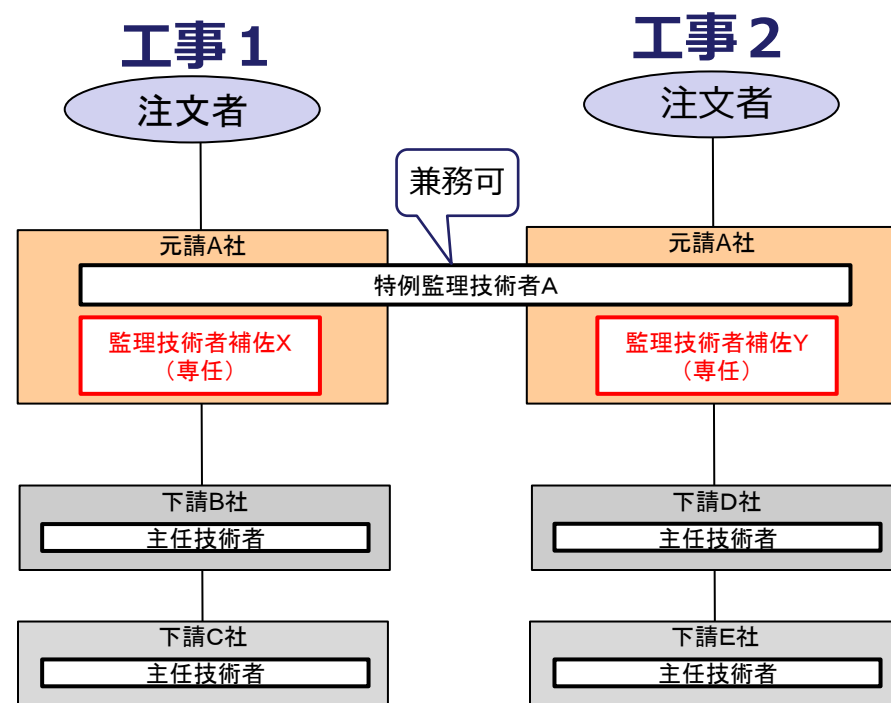 工事１
工事２
注文者
注文者
兼務可
元請A社
元請A社
特例監理技術者A
監理技術者補佐X
（専任）
監理技術者補佐Y
（専任）
下請B社
主任技術者
下請D社
主任技術者
下請C社
主任技術者
下請E社
主任技術者